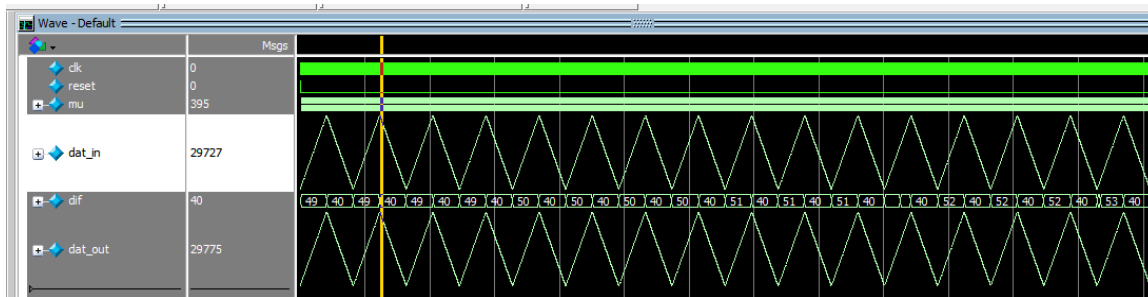 Wave - Default
Msgs
clk 0
reset 0
mu 395
dat_in 29727
dif 40 49 40 49 40 49 40 49 40 50 40 50 40 50 40 50 40 51 40 51 40 51 40 40 52 40 52 40 52 40 53 40
dat_out 29775